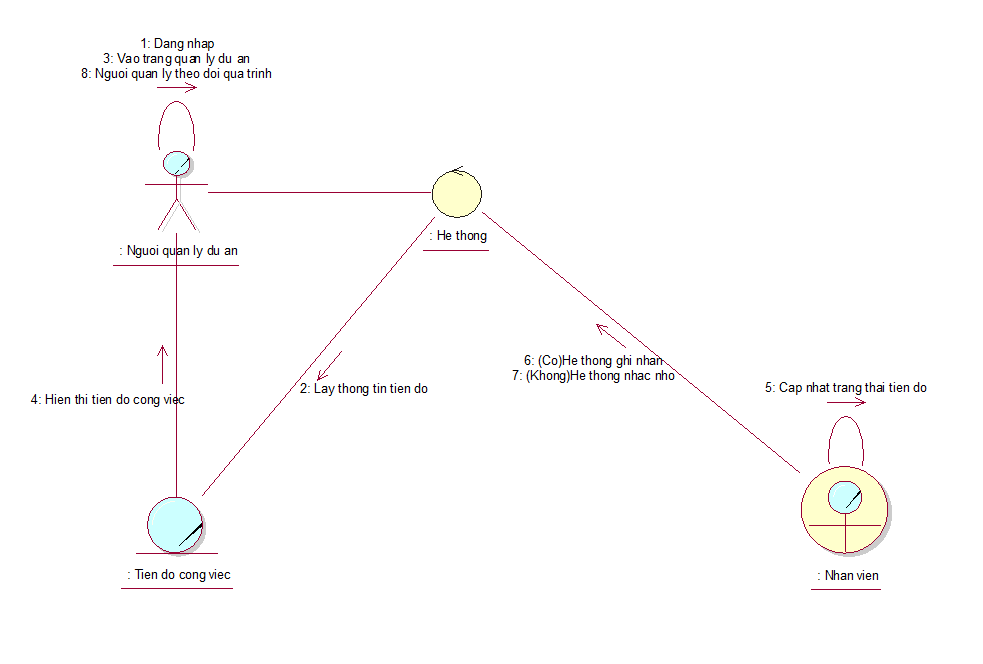 1: Dang nhap
3: Vao trang quan ly du an
8: Nguoi quan ly theo doi qua trinh
: He thong
: Nguoi quan ly du an
6: (Co)He thong ghi nhan
7: (Khong)He thong nhac nho
2: Lay thong tin tien do
5: Cap nhat trang thai tien do
4: Hien thi tien do cong viec
: Tien do cong viec
: Nhan vien